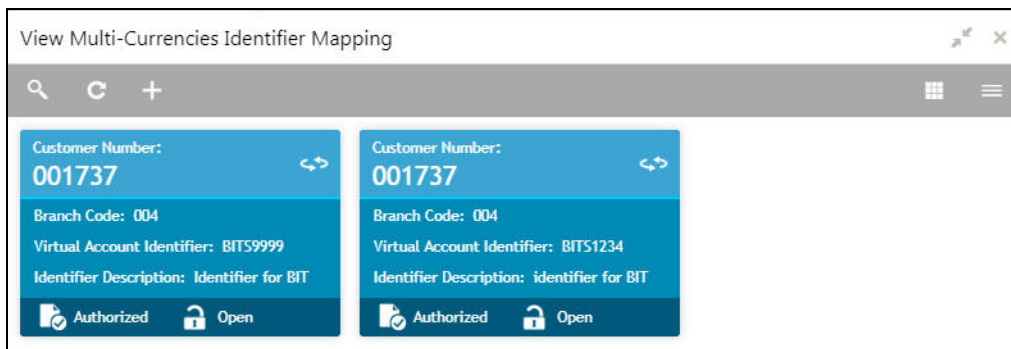 View Multi-Currencies Identifier Mapping
Customer Number:
001737
Branch Code: 004
Virtual Account Identifier: BITS9999
Identifier Description: Identifier for BIT
Authorized Open
Customer Number:
001737
Branch Code: 004
Virtual Account Identifier: BITS1234
Identifier Description: identifier for BIT
Authorized Open